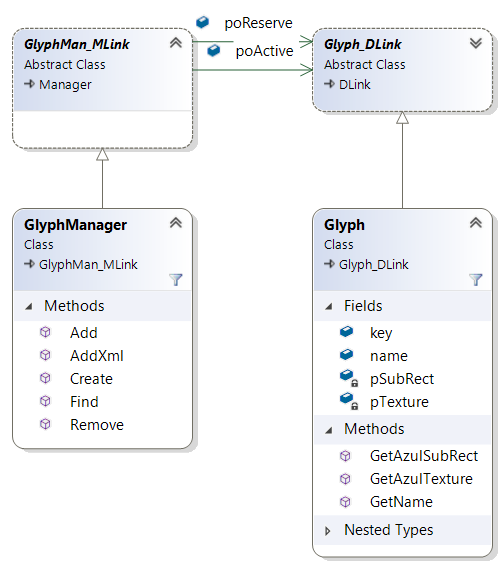 GlyphMan_MLink
Abstract Class
Manager
poReserve
poActive
Glyph_DLink
Abstract Class
DLink
GlyphManager
Class
GlyphMan_MLink
Methods
Add
AddXml
Create
Find
Remove
Glyph
Class
Glyph_DLink
Fields
key
name
pSubRect
pTexture
Methods
GetAzulSubRect
GetAzulTexture
GetName
Nested Types